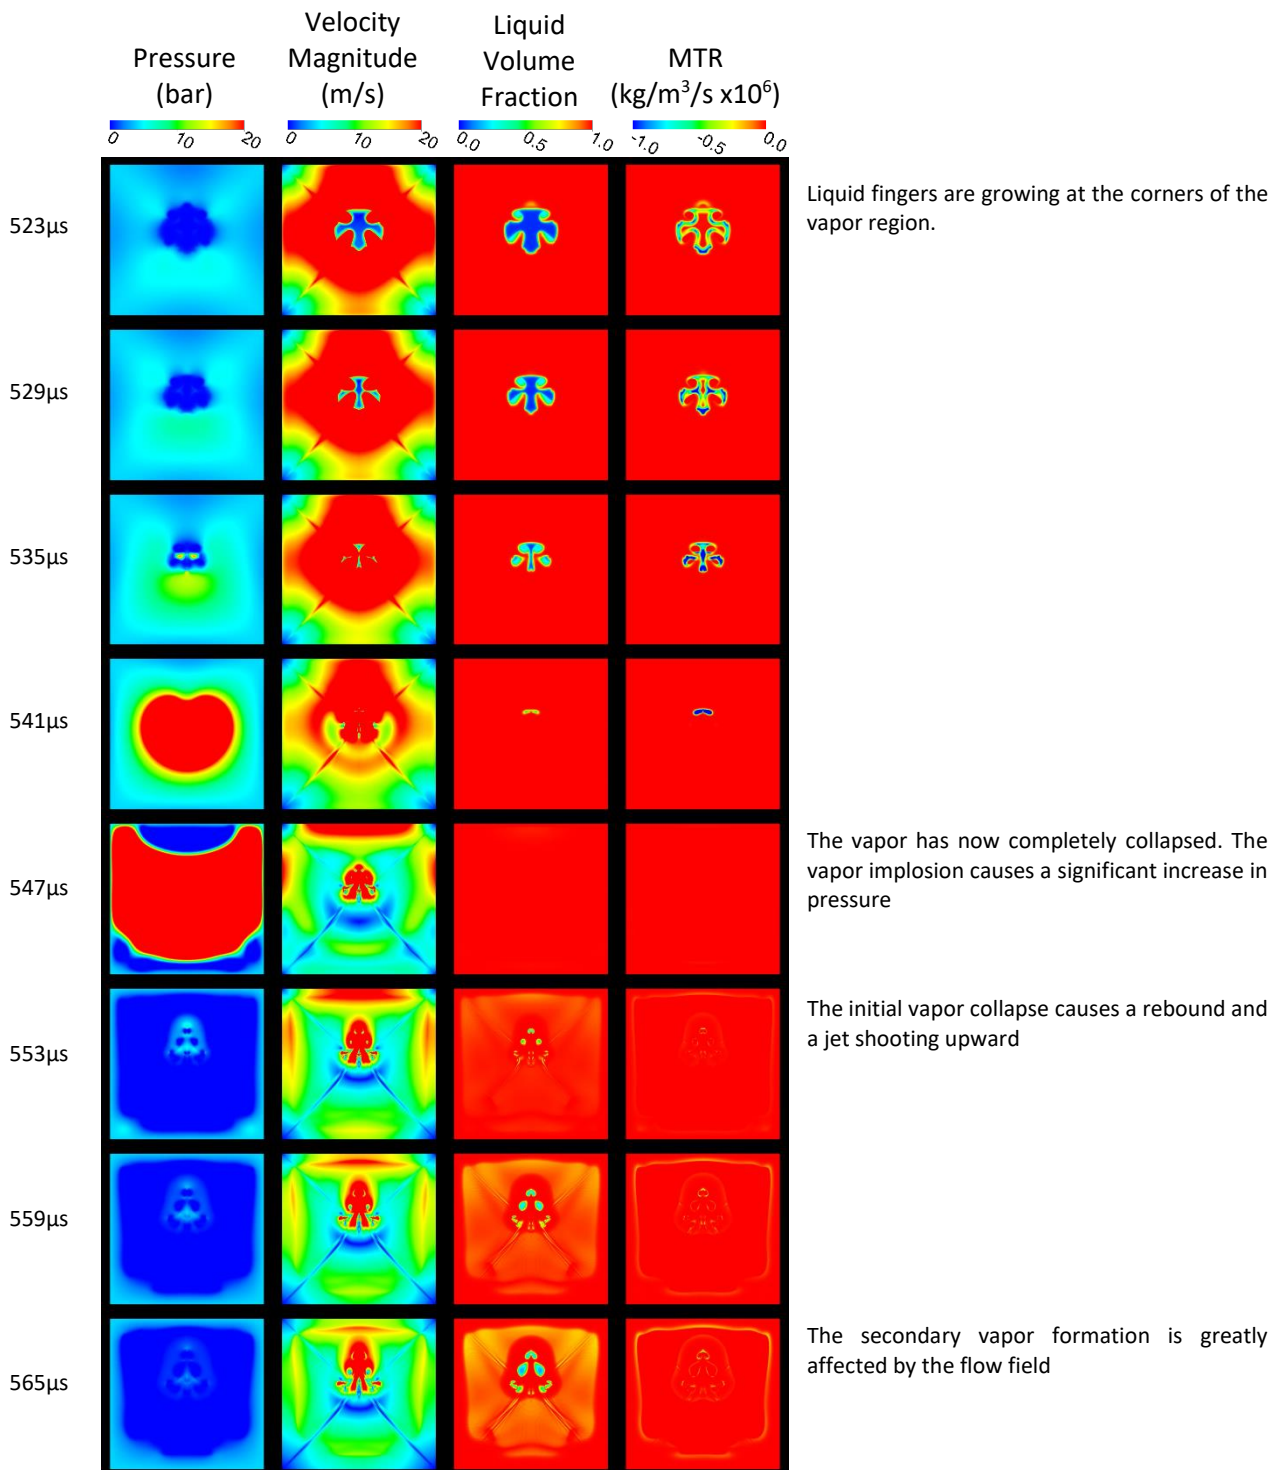 Pressure
(bar)
Velocity
Magnitude
(m/s)
Liquid
Volume
Fraction
MTR
(kg/m³/s x10⁶)
0 10 20
0 10 20
0.0 0.5 1.0
-1.0 -0.5 0.0
523µs
Liquid fingers are growing at the corners of the
vapor region.
529µs
535µs
541µs
547µs
The vapor has now completely collapsed. The
vapor implosion causes a significant increase in
pressure
553µs
The initial vapor collapse causes a rebound and
a jet shooting upward
559µs
565µs
The secondary vapor formation is greatly
affected by the flow field